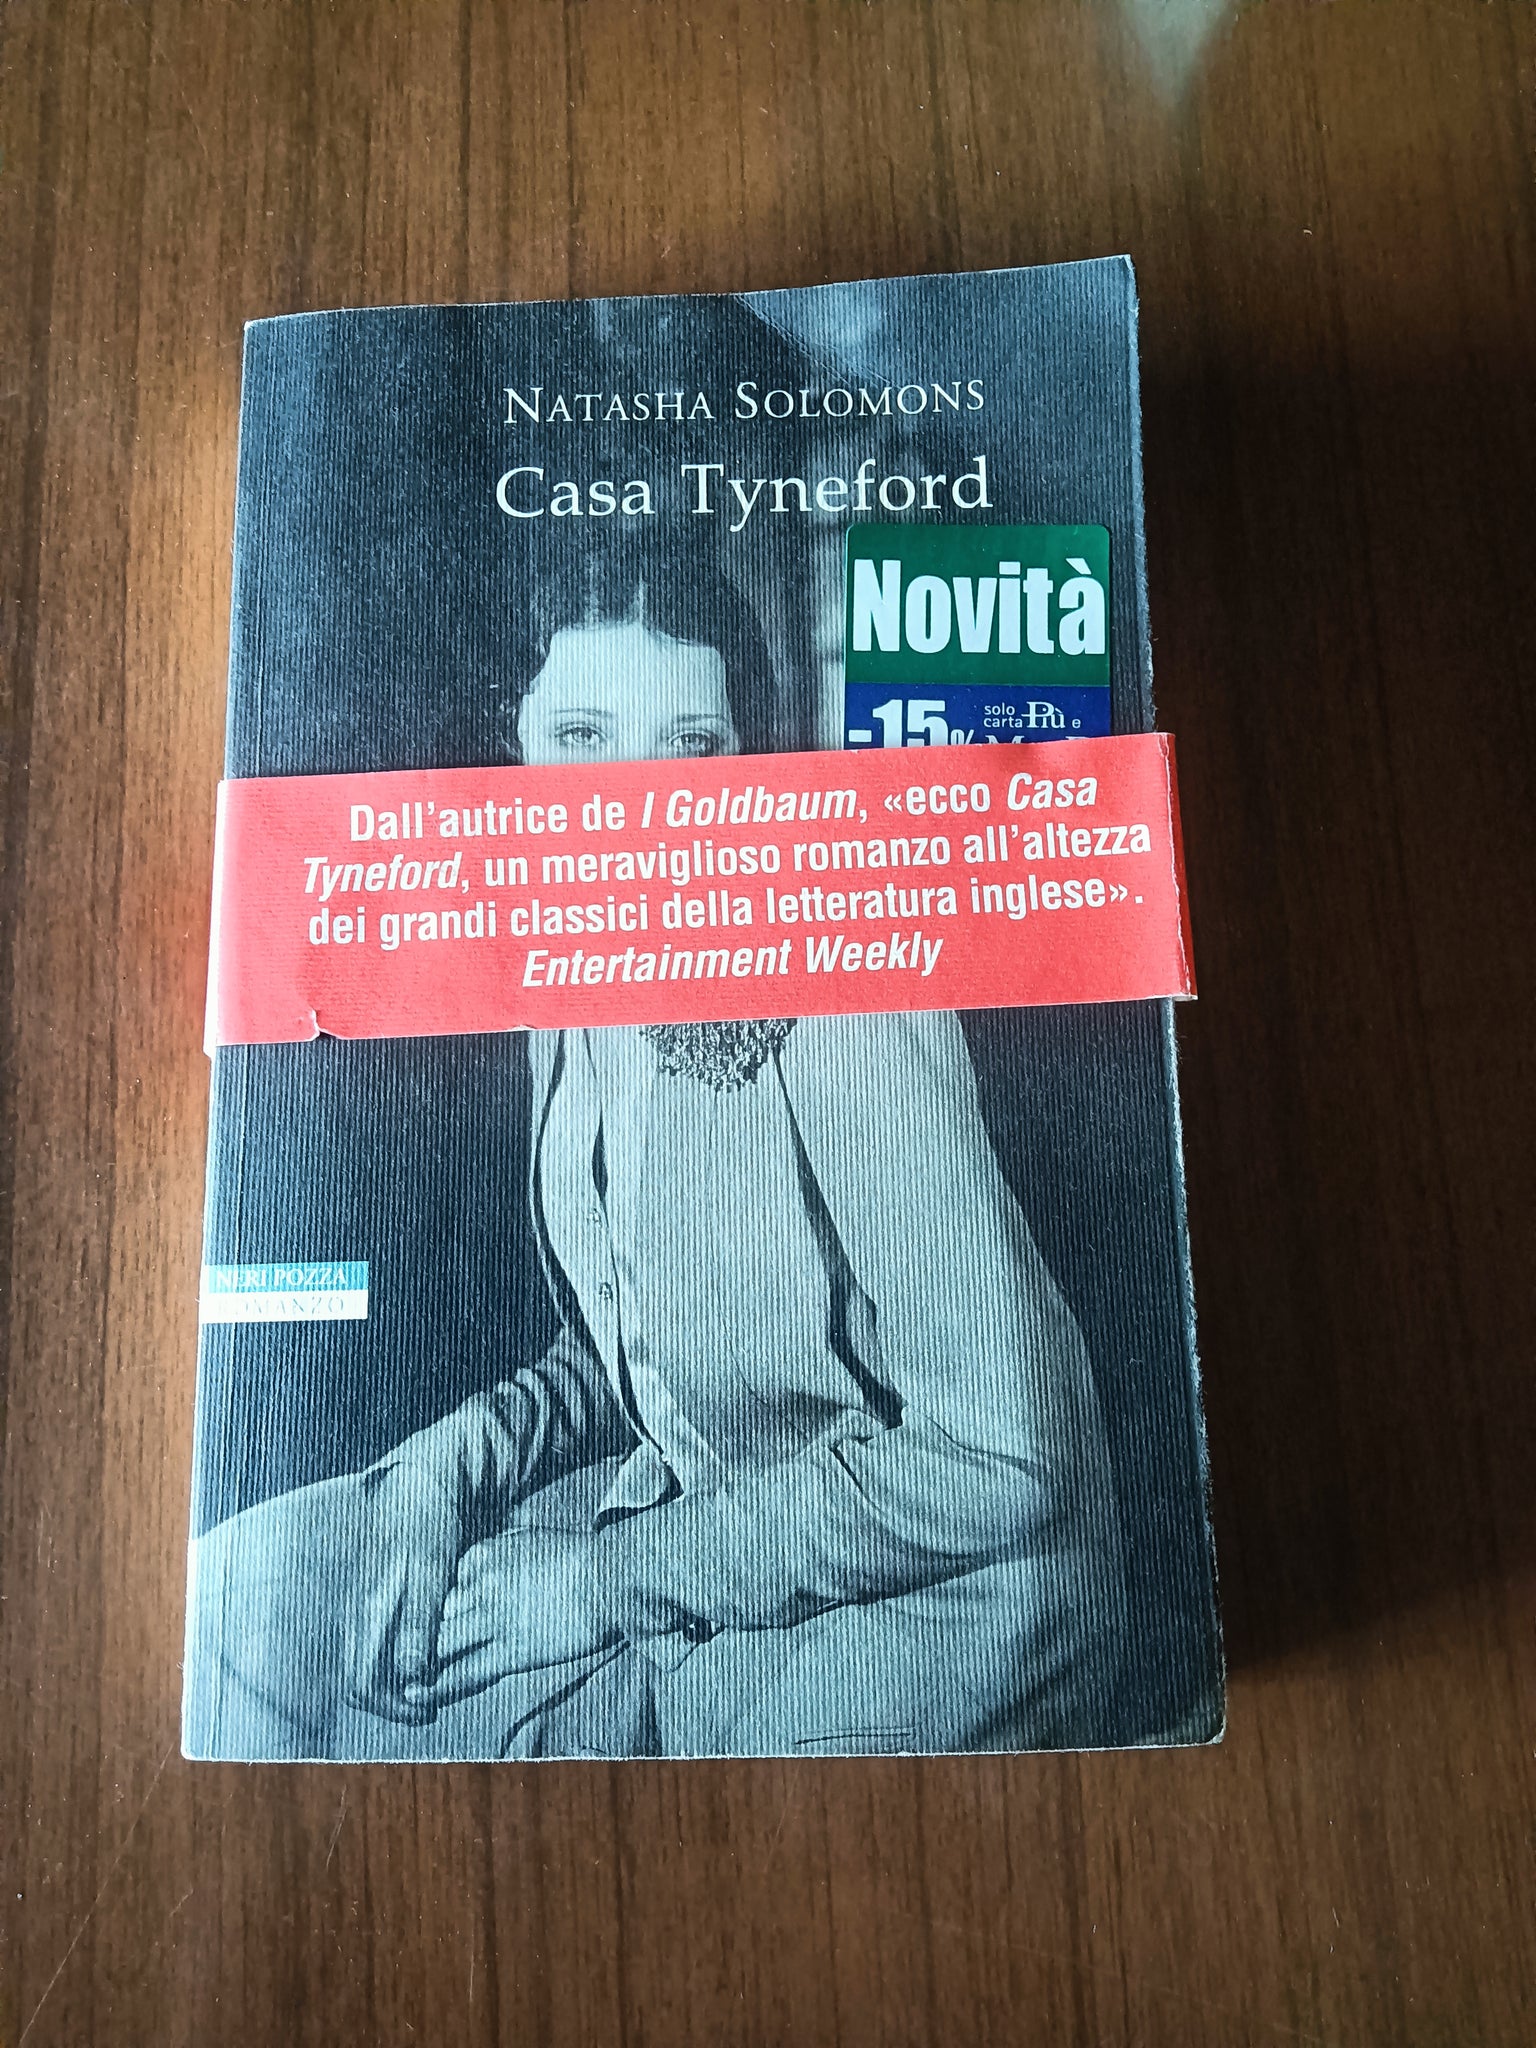 NATASHA SOLOMONS
Casa Tyneford
Novità
-15%
solo
carta Più e
Dall'autrice de I Goldbaum, «ecco Casa
Tyneford, un meraviglioso romanzo all'altezza
dei grandi classici della letteratura inglese».
Entertainment Weekly
NERI POZZA
ROMANZO